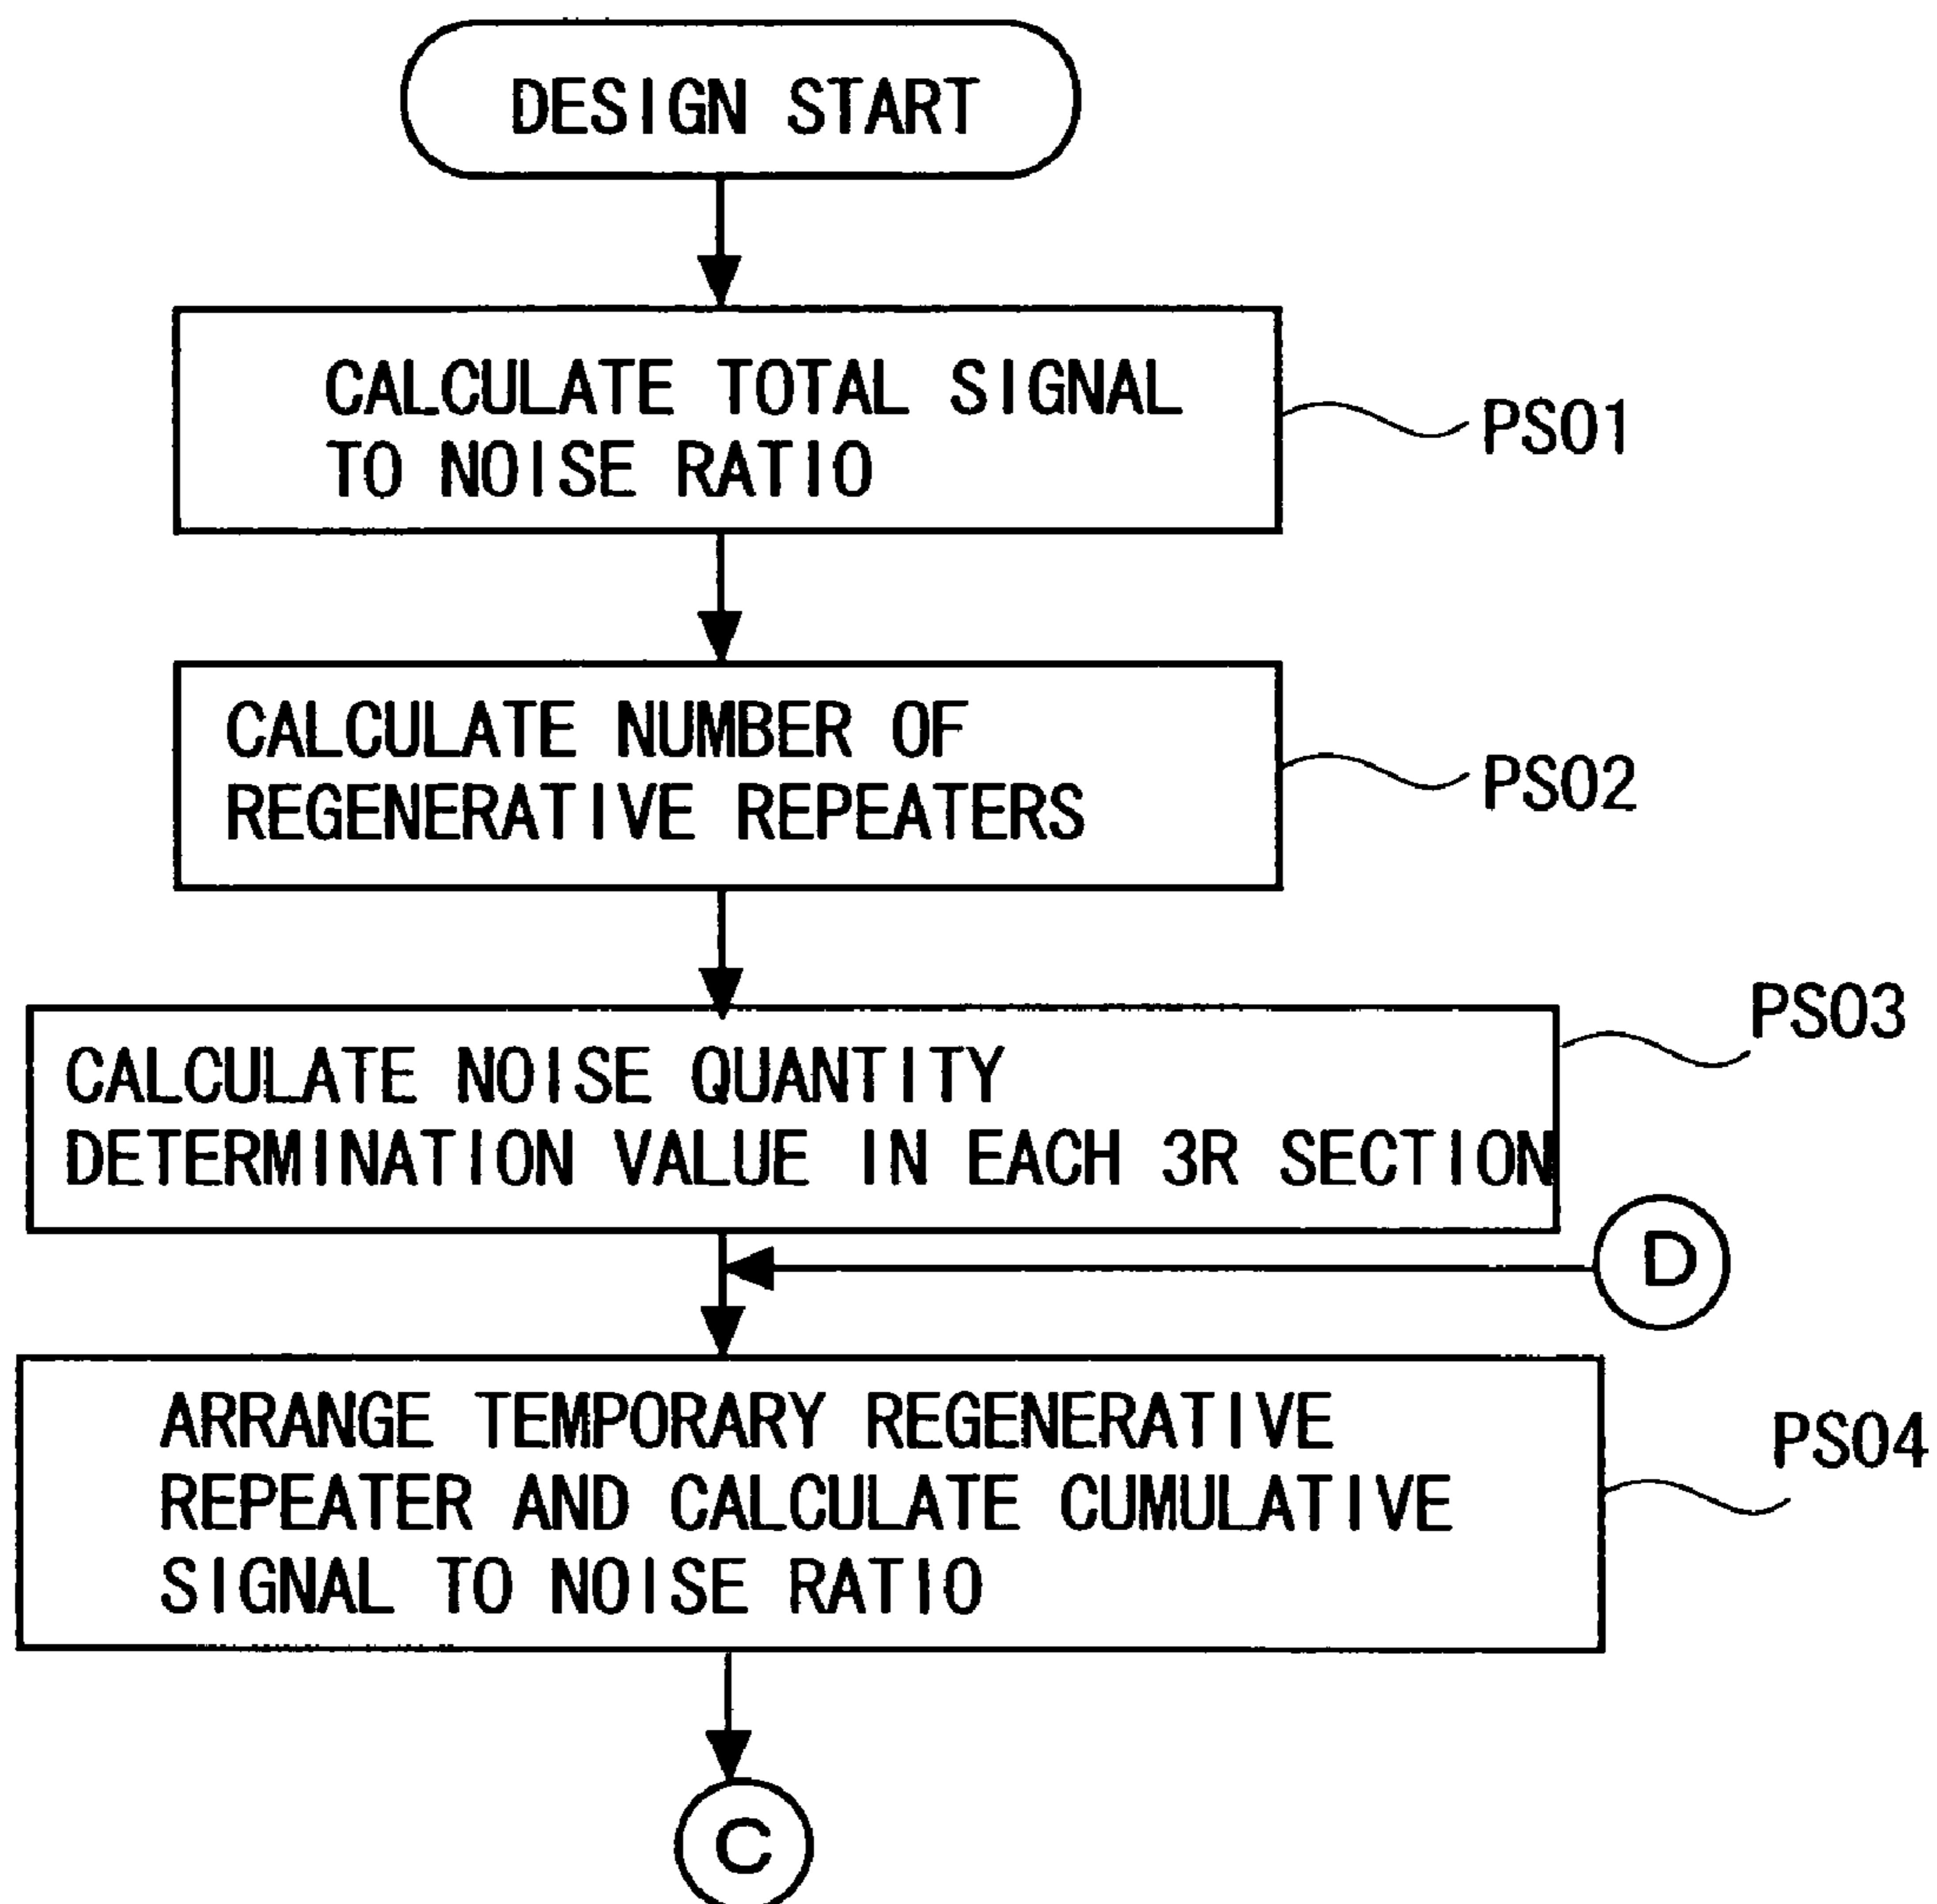 DESIGN START
CALCULATE TOTAL SIGNAL
TO NOISE RATIO
PS01
CALCULATE NUMBER OF
REGENERATIVE REPEATERS
PS02
CALCULATE NOISE QUANTITY
DETERMINATION VALUE IN EACH 3R SECTION
PS03
D
ARRANGE TEMPORARY REGENERATIVE
REPEATER AND CALCULATE CUMULATIVE
SIGNAL TO NOISE RATIO
PS04
C